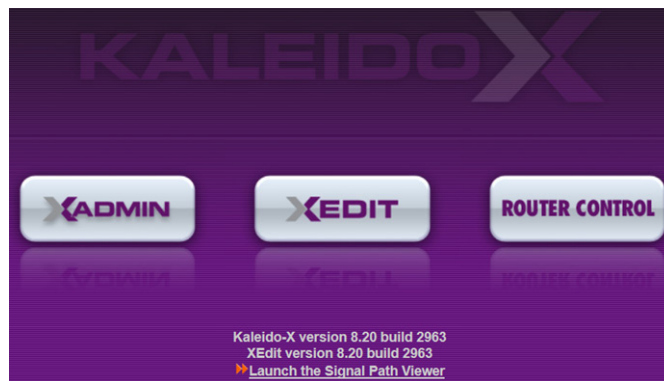 KALEIDO X
XADMIN
XEDIT
ROUTER CONTROL
Kaleido-X version 8.20 build 2963
XEdit version 8.20 build 2963
Launch the Signal Path Viewer